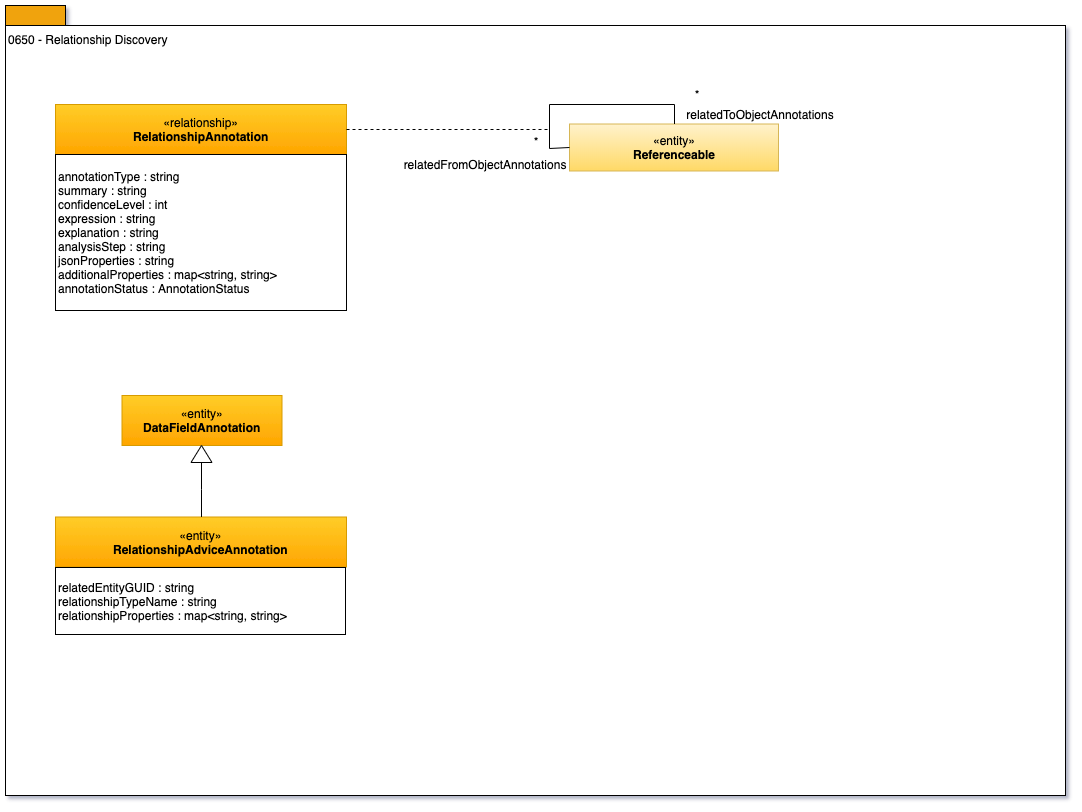 0650 - Relationship Discovery
«relationship»
RelationshipAnnotation
annotationType : string
summary : string
confidenceLevel : int
expression : string
explanation : string
analysisStep : string
jsonProperties : string
additionalProperties : map<string, string>
annotationStatus : AnnotationStatus
*
relatedToObjectAnnotations
*
relatedFromObjectAnnotations
«entity»
Referenceable
«entity»
DataFieldAnnotation
«entity»
RelationshipAdviceAnnotation
relatedEntityGUID : string
relationshipTypeName : string
relationshipProperties : map<string, string>